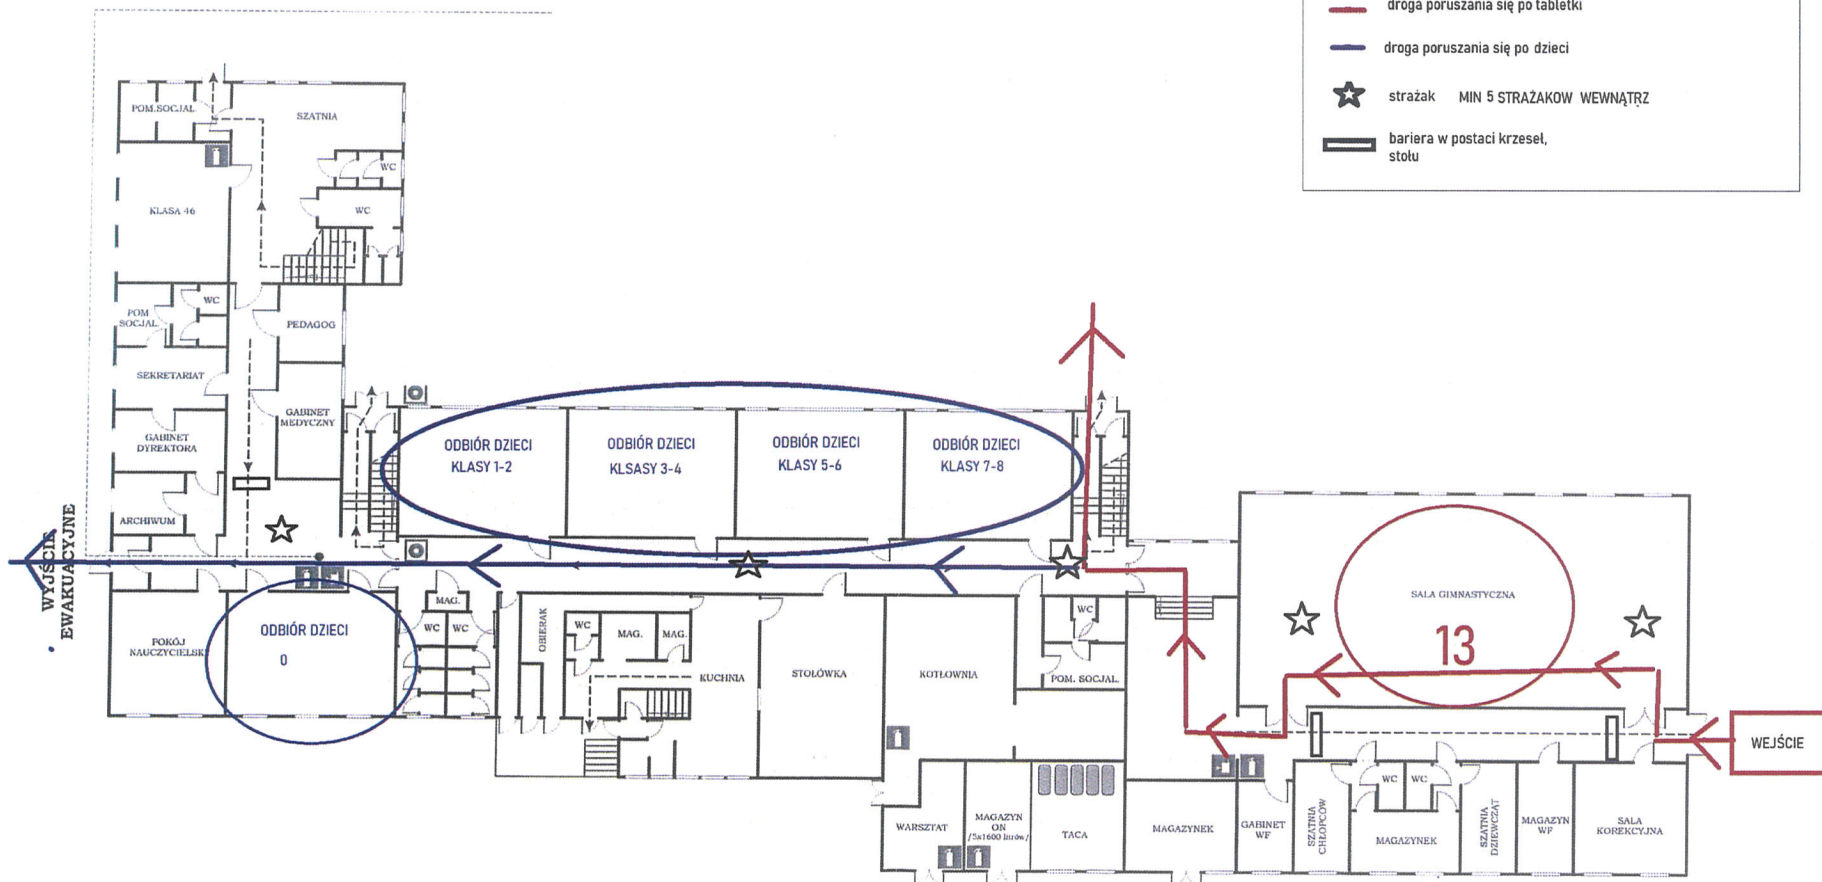 droga poruszania się po tabletki
droga poruszania się po dzieci
strażak MIN 5 STRAŻAKOW WEWNĄTRZ
bariera w postaci krzeseł,
stołu
POM. SOCJAL
SZATNIA
WC
KLASA 46
WC
WC
POM
SOCJAL.
PEDAGOG
SEKRETARIAT
GABINET
MEDYCZNY
GABINET
DYREKTORA
ODBIÓR DZIECI
KLASY 1-2
ODBIÓR DZIECI
KLSASY 3-4
ODBIÓR DZIECI
KLASY 5-6
ODBIÓR DZIECI
KLASY 7-8
ARCHIWUM
WYJŚCIE
EWAKUACYJNE
POKÓJ
NAUCZYCIELSKI
ODBIÓR DZIECI
0
MAG.
WC
WC
OBIERAK
WC
MAG.
MAG.
KUCHNIA
STOŁÓWKA
KOTŁOWNIA
WC
POM. SOCJAL.
SALA GIMNASTYCZNA
13
WEJŚCIE
WARSZTAT
MAGAZYN
ON
/5x1600 litrów/
TACA
MAGAZYNEK
GABINET
WF
SZATNIA
CHŁOPCÓW
WC
WC
MAGAZYNEK
SZATNIA
DZIEWCZĄT
MAGAZYN
WF
SALA
KOREKCYJNA